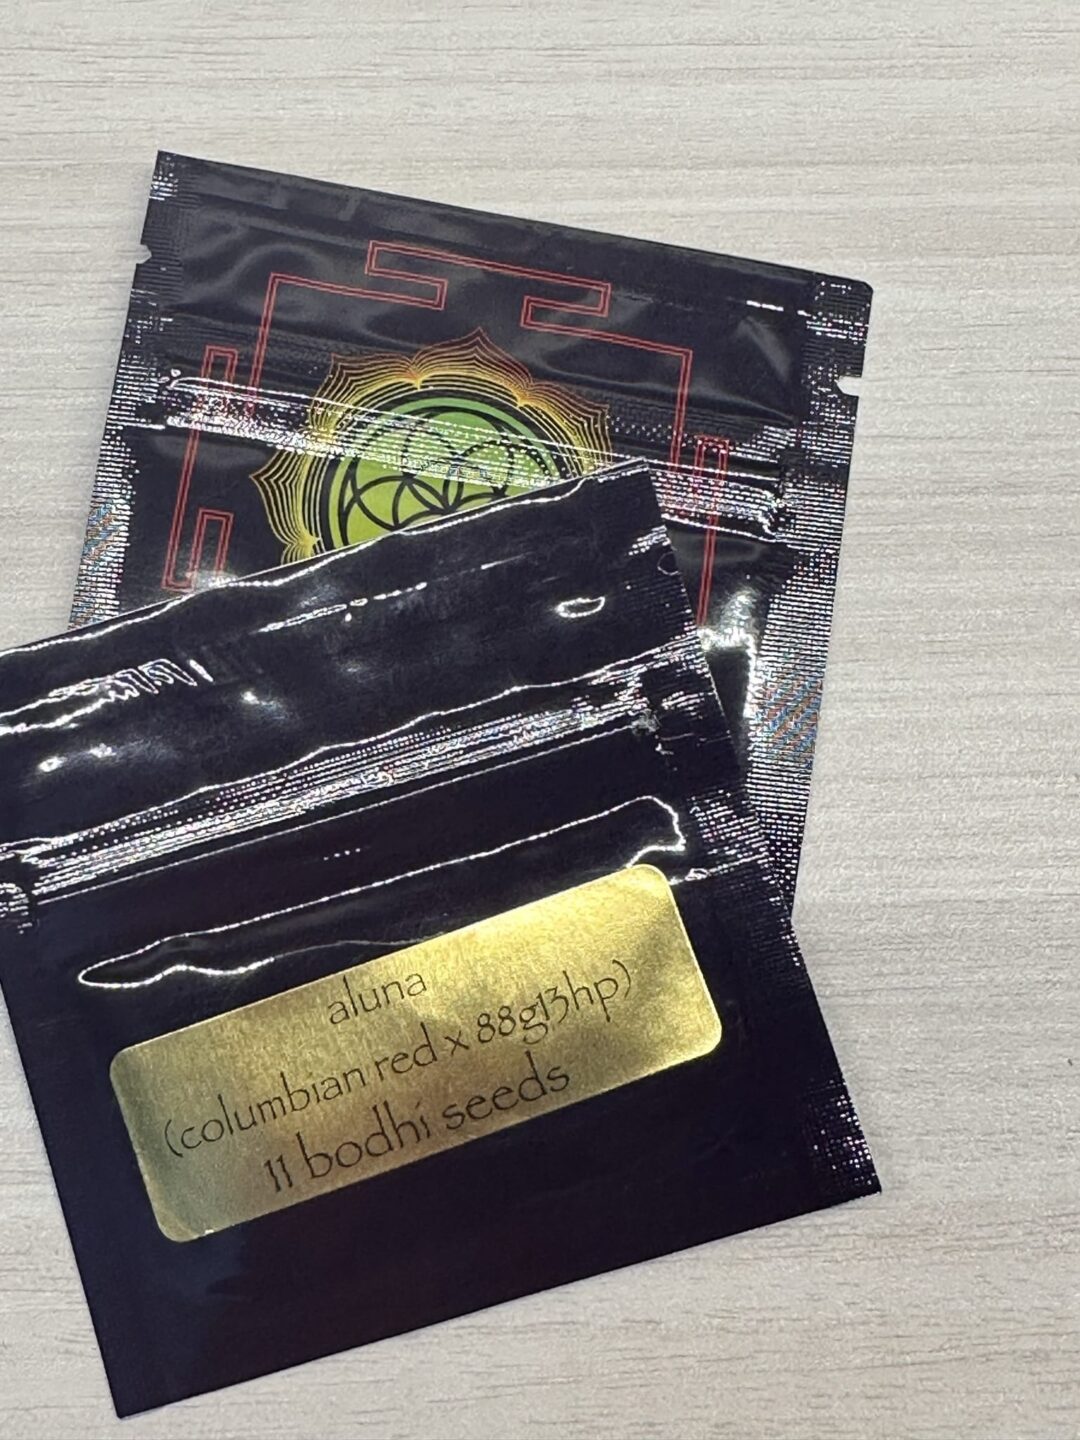 aluna
(columbian red x 88g13hp)
11 bodhi seeds